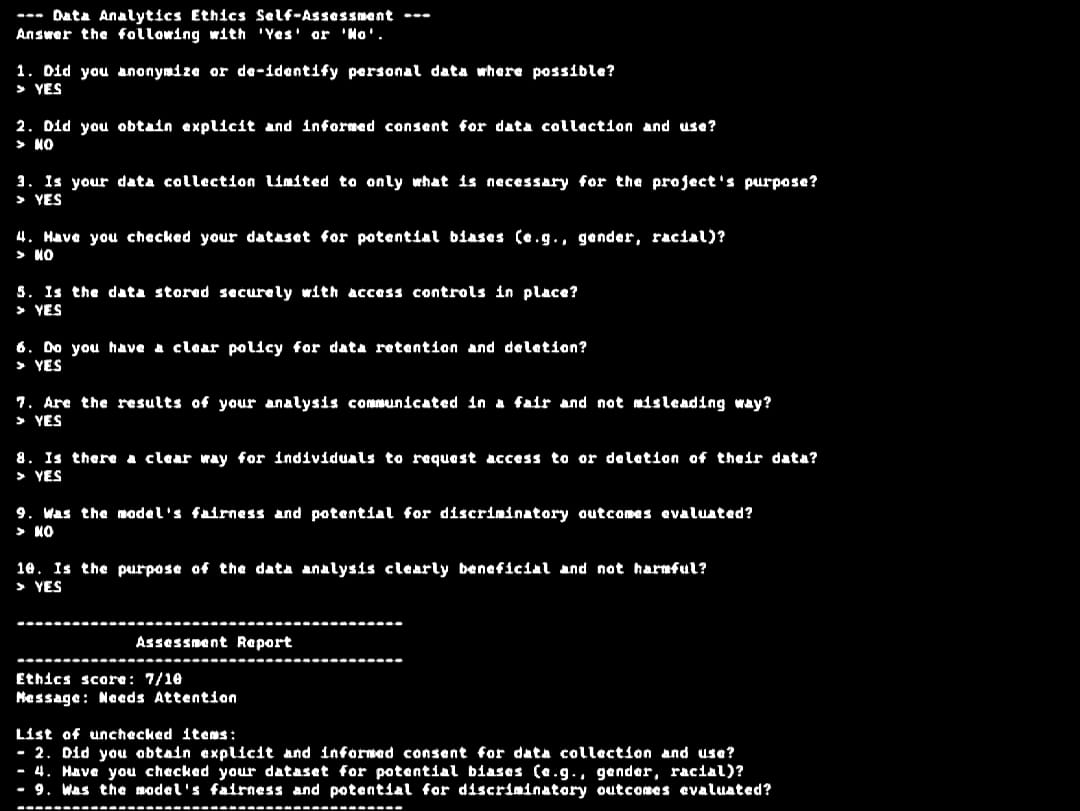 --- Data Analytics Ethics Self-Assessment ---
Answer the following with 'Yes' or 'No'.
1. Did you anonymize or de-identify personal data where possible?
> YES
2. Did you obtain explicit and informed consent for data collection and use?
> NO
3. Is your data collection limited to only what is necessary for the project's purpose?
> YES
4. Have you checked your dataset for potential biases (e.g., gender, racial)?
> NO
5. Is the data stored securely with access controls in place?
> YES
6. Do you have a clear policy for data retention and deletion?
> YES
7. Are the results of your analysis communicated in a fair and not misleading way?
> YES
8. Is there a clear way for individuals to request access to or deletion of their data?
> YES
9. Was the model's fairness and potential for discriminatory outcomes evaluated?
> NO
10. Is the purpose of the data analysis clearly beneficial and not harmful?
> YES
------------------------------------------
Assessment Report
------------------------------------------
Ethics score: 7/10
Message: Needs Attention
List of unchecked items:
- 2. Did you obtain explicit and informed consent for data collection and use?
- 4. Have you checked your dataset for potential biases (e.g., gender, racial)?
- 9. Was the model's fairness and potential for discriminatory outcomes evaluated?
------------------------------------------